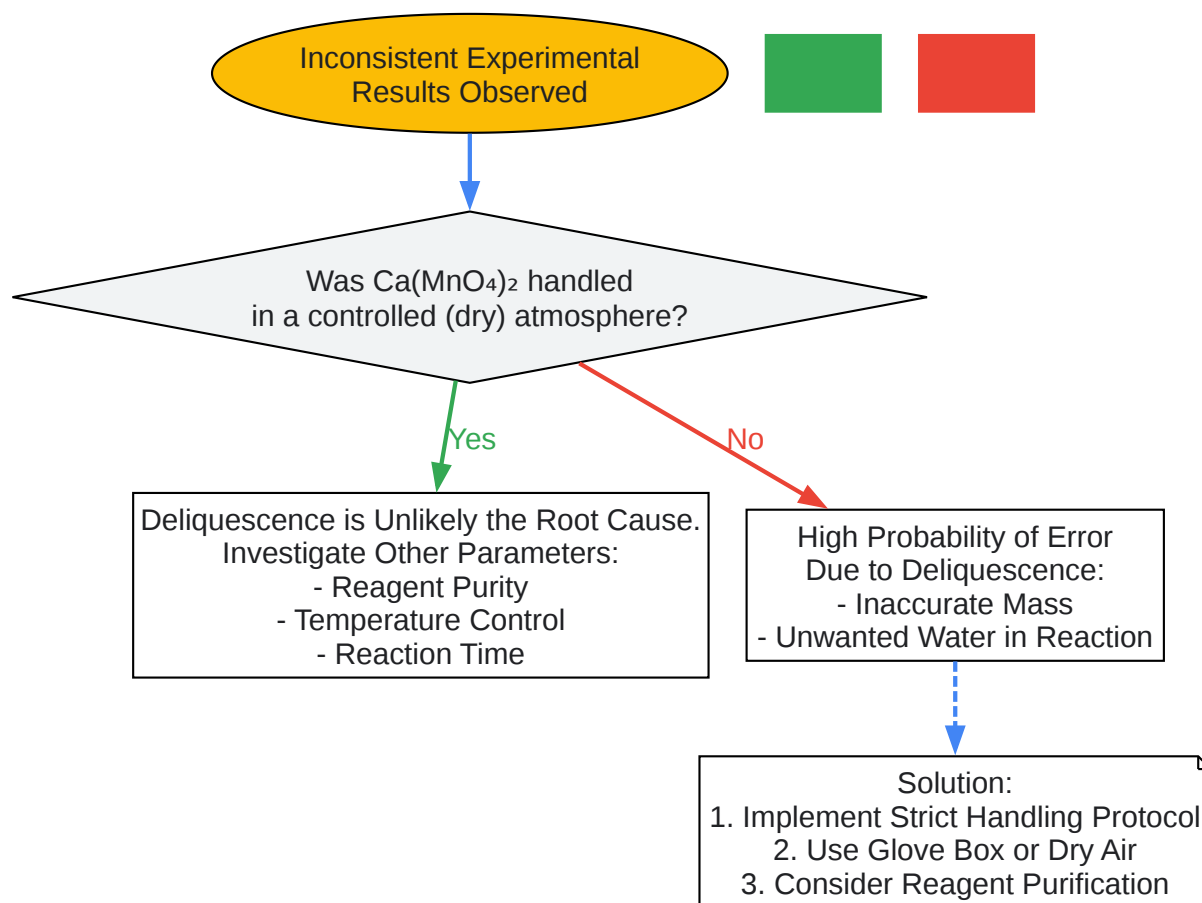 Inconsistent Experimental
Results Observed
Was Ca(MnO₄)₂ handled
in a controlled (dry) atmosphere?
Yes
No
Deliquescence is Unlikely the Root Cause.
Investigate Other Parameters:
- Reagent Purity
- Temperature Control
- Reaction Time
High Probability of Error
Due to Deliquescence:
- Inaccurate Mass
- Unwanted Water in Reaction
Solution:
1. Implement Strict Handling Protocol
2. Use Glove Box or Dry Air
3. Consider Reagent Purification